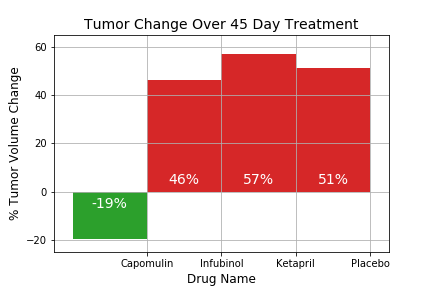 Tumor Change Over 45 Day Treatment
% Tumor Volume Change
60
40
20
0
−20
-19%
46%
57%
51%
Capomulin
Infubinol
Ketapril
Placebo
Drug Name